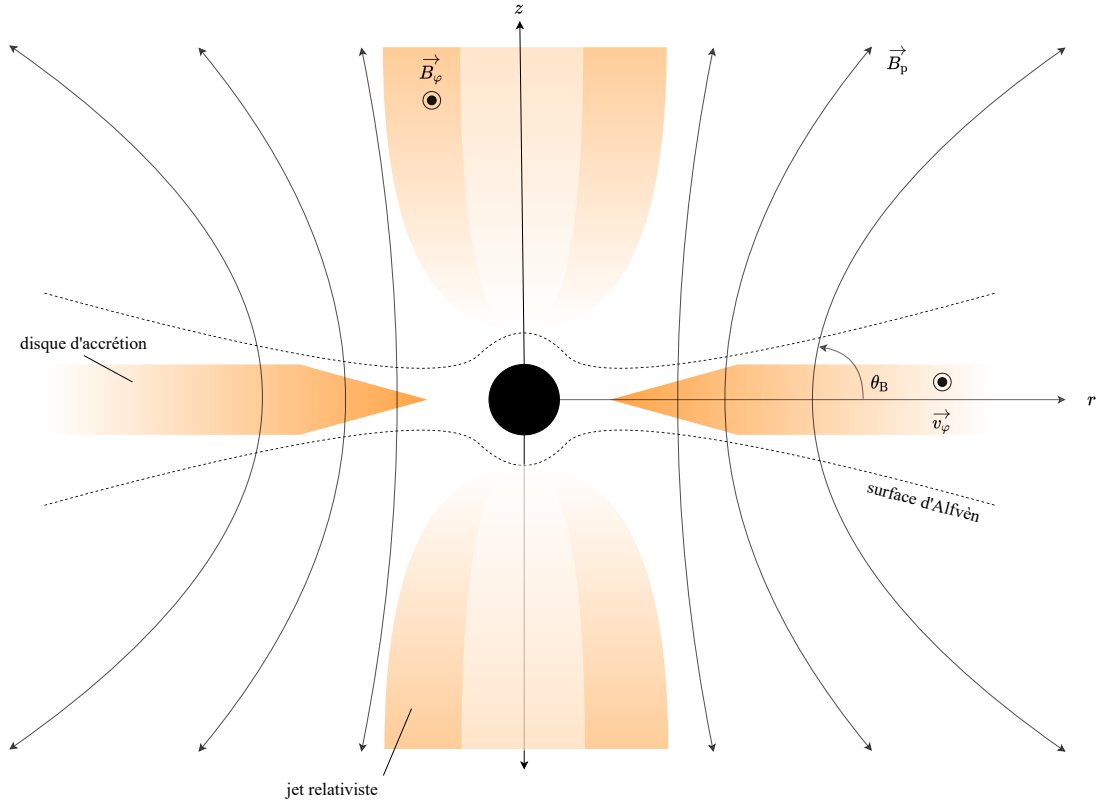 z
B⃗φ
B⃗p
disque d'accrétion
θB
r
v⃗φ
surface d'Alfvèn
jet relativiste